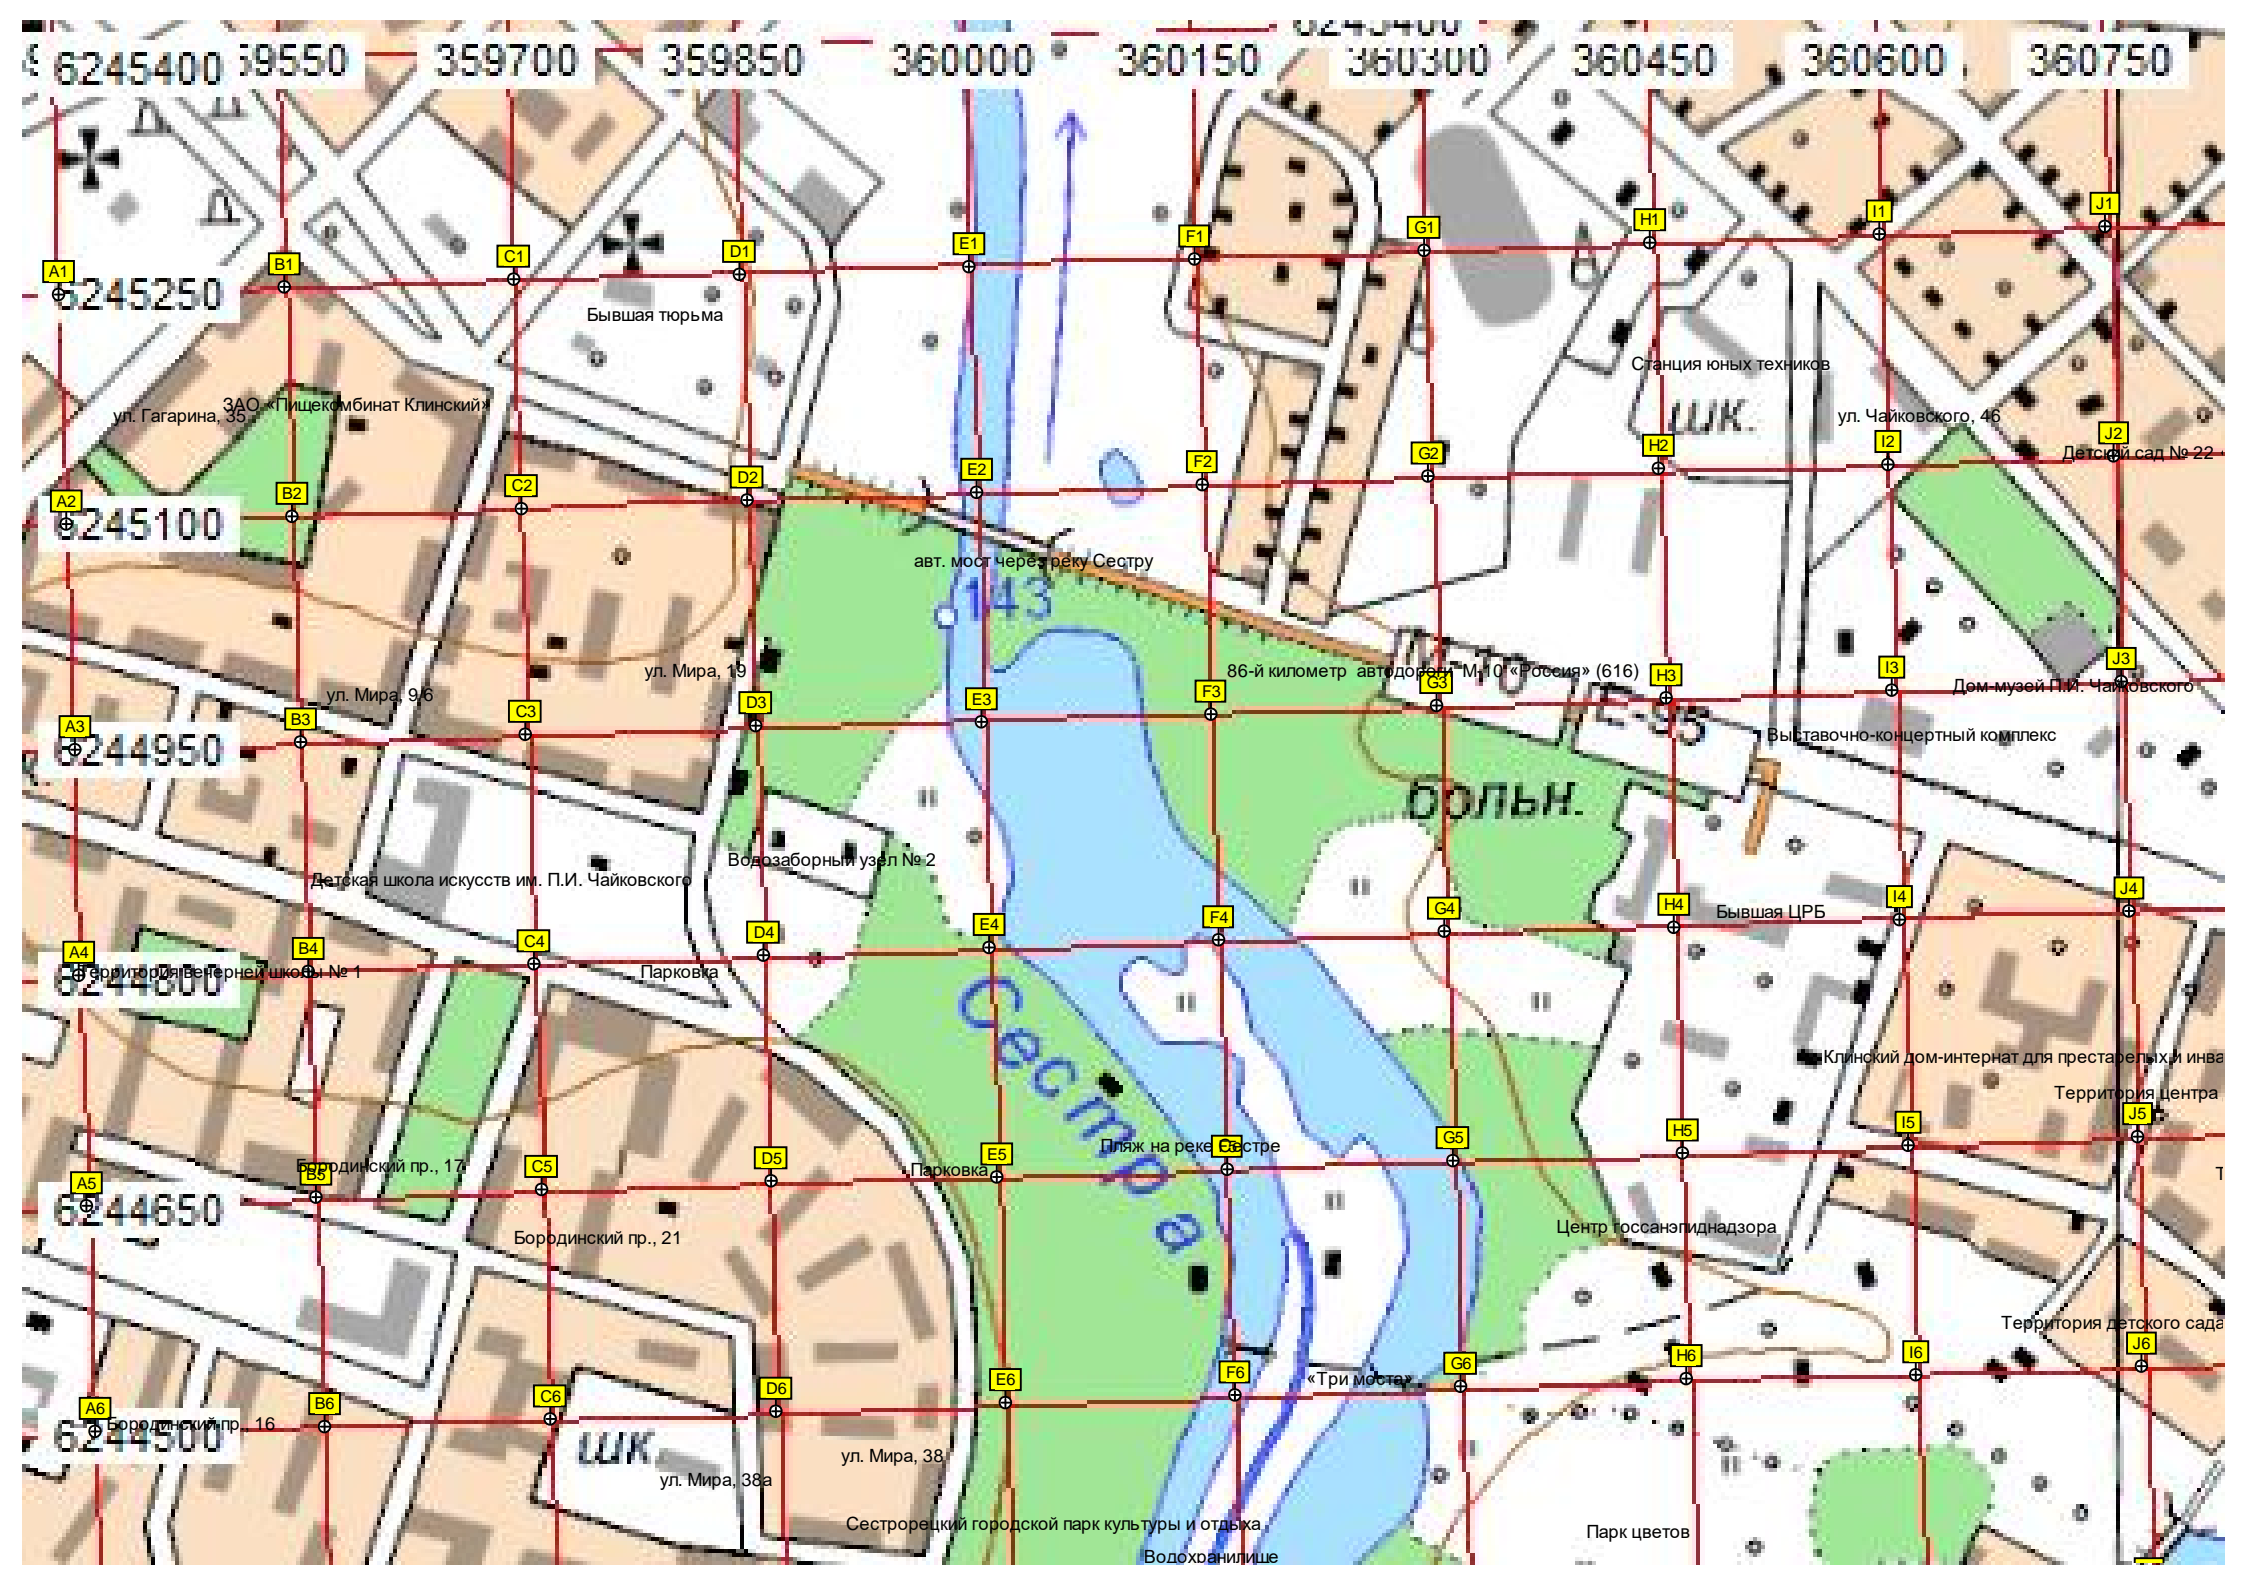 6245400
6245400
59550
359700
359850
360000
360150
360300
360450
360600
360750
Д
Д
Д
A1
B1
C1
D1
E1
F1
G1
H1
I1
J1
6245250
Бывшая тюрьма
Станция юных техников
шк.
ул. Гагарина, 35
ЗАО «Пищекомбинат Клинский»
ул. Чайковского, 46
Детский сад № 22
A2
B2
C2
D2
E2
F2
G2
H2
I2
J2
6245100
авт. мост через реку Сестру
143
М-10
Е-95
ул. Мира, 19
86-й километр автодороги "М-10 «Россия» (616)
ул. Мира, 9/6
Дом-музей П.И. Чайковского
A3
B3
C3
D3
E3
F3
G3
H3
I3
J3
6244950
Выставочно-концертный комплекс
больн.
Водозаборный узел № 2
Детская школа искусств им. П.И. Чайковского
Бывшая ЦРБ
A4
B4
C4
D4
E4
F4
G4
H4
I4
J4
Территория вечерней школы № 1
6244800
Парковка
Сестра
Клинский дом-интернат для престарелых и инва
Территория центра
Пляж на реке Сестре
Бородинский пр., 17
Парковка
A5
B5
C5
D5
E5
F5
G5
H5
I5
J5
Т
6244650
Бородинский пр., 21
Центр госсанэпиднадзора
Территория детского сада
«Три моста»
A6
B6
C6
D6
E6
F6
G6
H6
I6
J6
Бородинский пр., 16
6244500
шк.
ул. Мира, 38
ул. Мира, 38а
Сестрорецкий городской парк культуры и отдыха
Парк цветов
Водохранилище